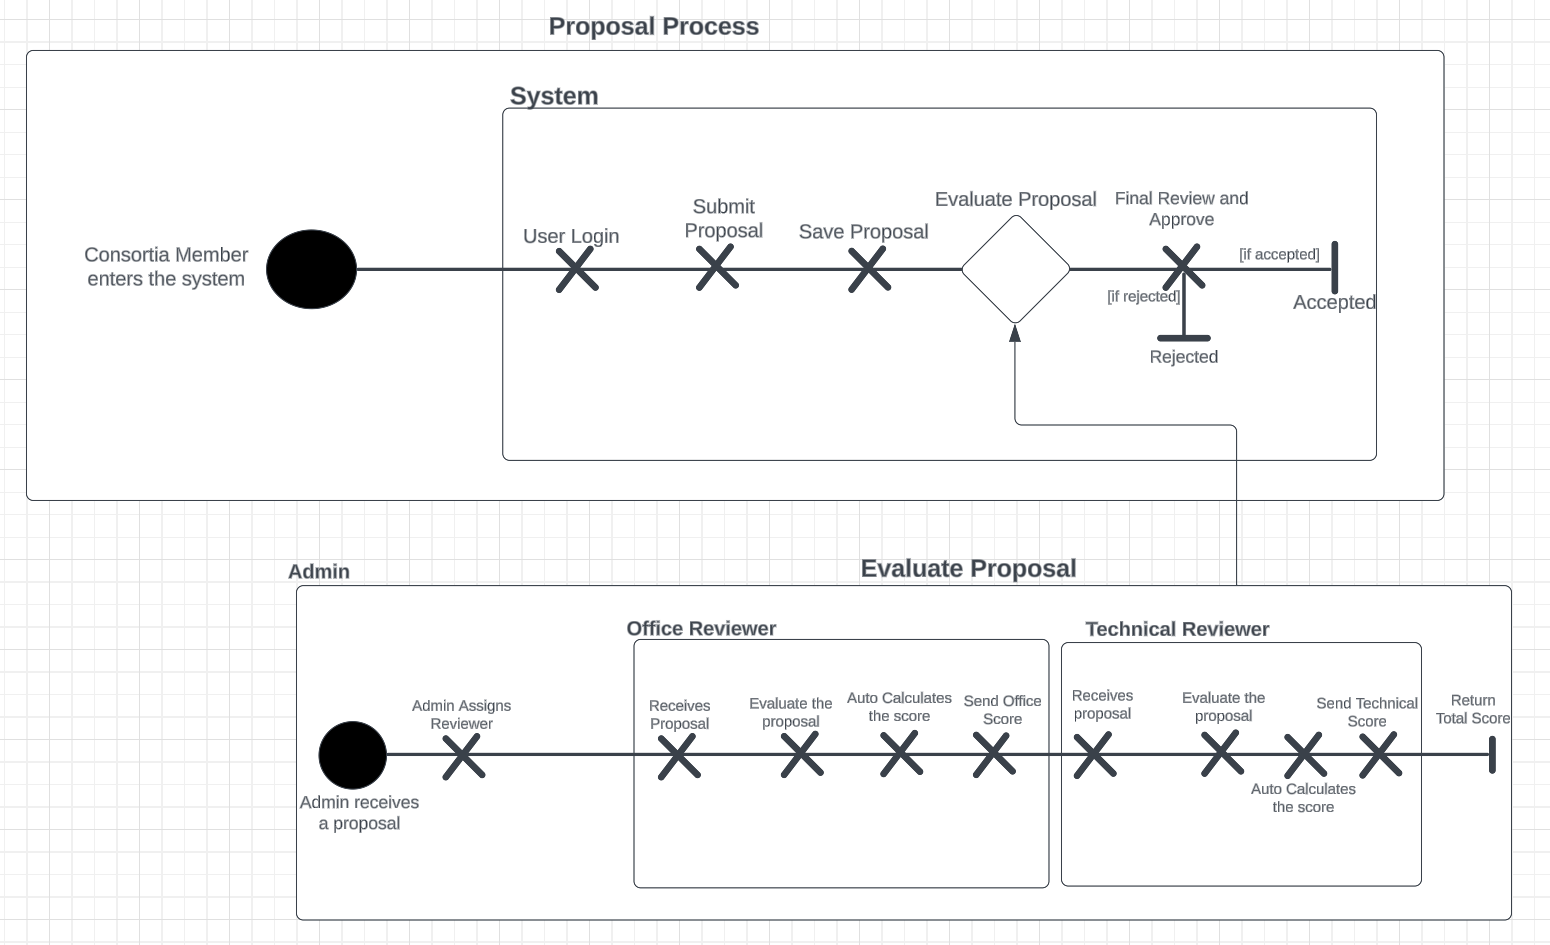 Proposal Process
System
Consortia Member
enters the system
User Login
Submit
Proposal
Save Proposal
Evaluate Proposal
Final Review and
Approve
[if accepted]
Accepted
[if rejected]
Rejected
Evaluate Proposal
Admin
Admin receives
a proposal
Admin Assigns
Reviewer
Office Reviewer
Receives
Proposal
Evaluate the
proposal
Auto Calculates
the score
Send Office
Score
Technical Reviewer
Receives
proposal
Evaluate the
proposal
Auto Calculates
the score
Send Technical
Score
Return
Total Score